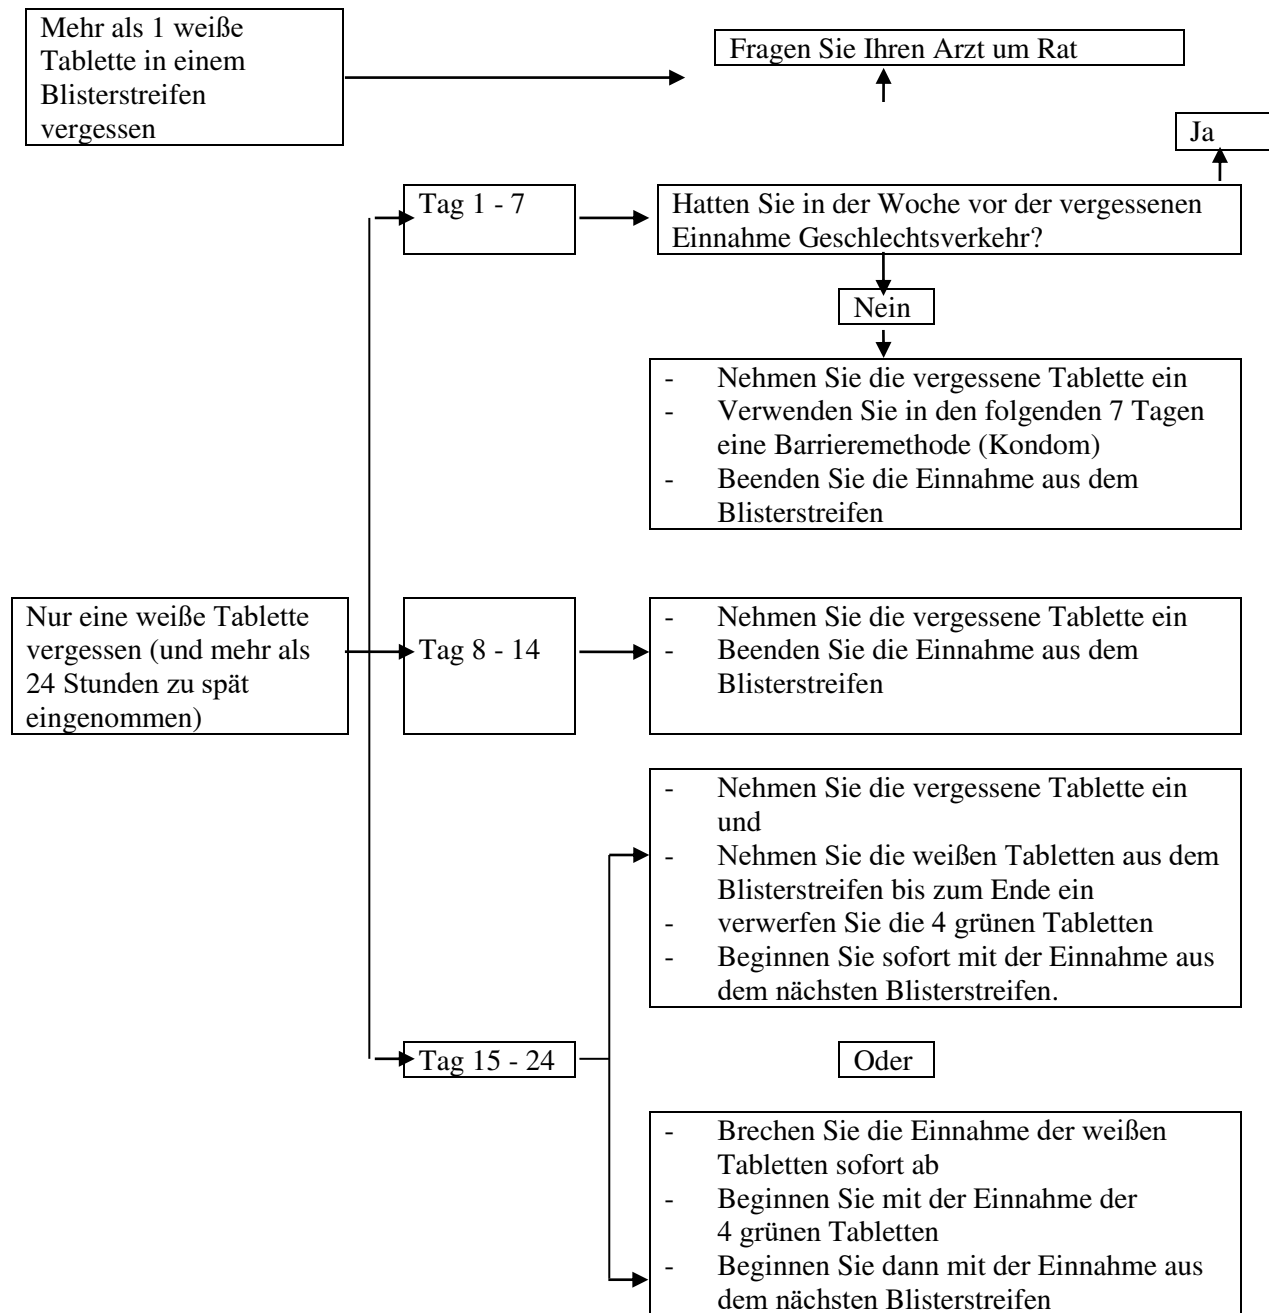 Mehr als 1 weiße
Tablette in einem
Blisterstreifen
vergessen
Fragen Sie Ihren Arzt um Rat
Ja
Tag 1 - 7
Hatten Sie in der Woche vor der vergessenen
Einnahme Geschlechtsverkehr?
Nein
- Nehmen Sie die vergessene Tablette ein
- Verwenden Sie in den folgenden 7 Tagen
eine Barrieremethode (Kondom)
- Beenden Sie die Einnahme aus dem
Blisterstreifen
Nur eine weiße Tablette
vergessen (und mehr als
24 Stunden zu spät
eingenommen)
Tag 8 - 14
- Nehmen Sie die vergessene Tablette ein
- Beenden Sie die Einnahme aus dem
Blisterstreifen
- Nehmen Sie die vergessene Tablette ein
und
- Nehmen Sie die weißen Tabletten aus dem
Blisterstreifen bis zum Ende ein
- verwerfen Sie die 4 grünen Tabletten
- Beginnen Sie sofort mit der Einnahme aus
dem nächsten Blisterstreifen.
Tag 15 - 24
Oder
- Brechen Sie die Einnahme der weißen
Tabletten sofort ab
- Beginnen Sie mit der Einnahme der
4 grünen Tabletten
- Beginnen Sie dann mit der Einnahme aus
dem nächsten Blisterstreifen